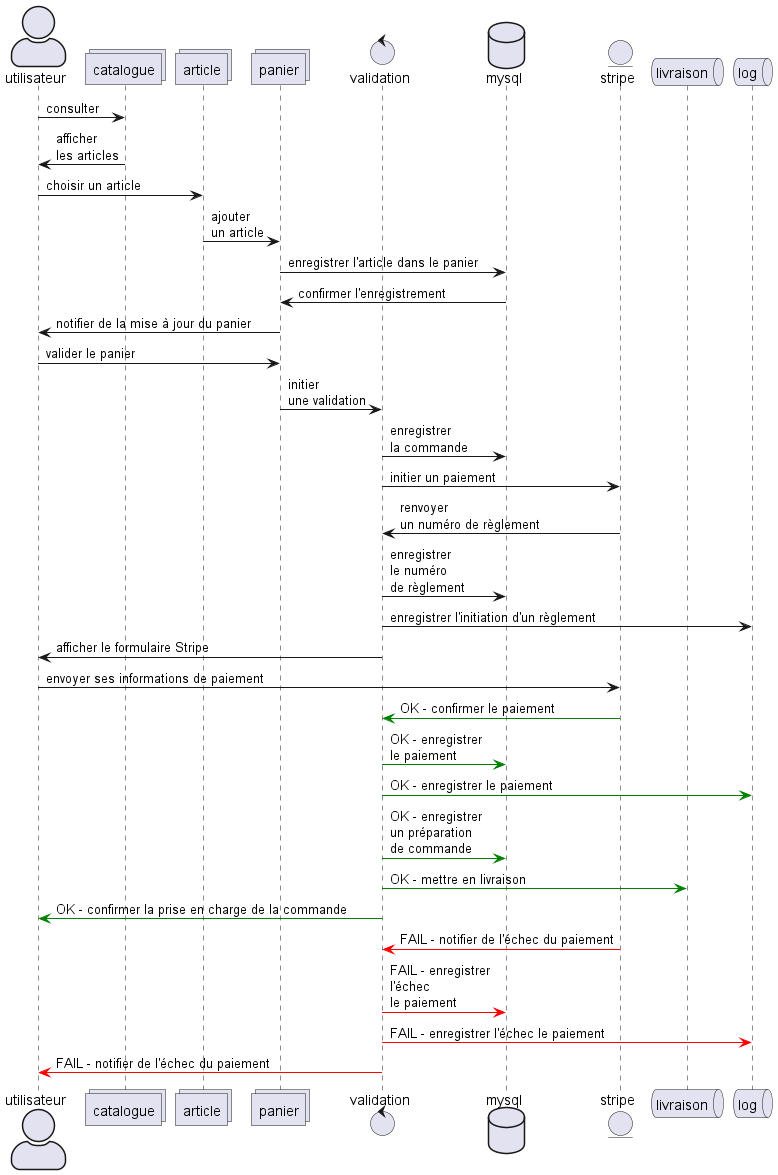 utilisateur
catalogue
article
panier
validation
mysql
stripe
livraison
log
consulter
afficher
les articles
choisir un article
ajouter
un article
enregistrer l'article dans le panier
confirmer l'enregistrement
notifier de la mise à jour du panier
valider le panier
initier
une validation
enregistrer
la commande
initier un paiement
renvoyer
un numéro de règlement
enregistrer
le numéro
de règlement
enregistrer l'initiation d'un règlement
afficher le formulaire Stripe
envoyer ses informations de paiement
OK - confirmer le paiement
OK - enregistrer
le paiement
OK - enregistrer le paiement
OK - enregistrer
un préparation
de commande
OK - mettre en livraison
OK - confirmer la prise en charge de la commande
FAIL - notifier de l'échec du paiement
FAIL - enregistrer
l'échec
le paiement
FAIL - enregistrer l'échec le paiement
FAIL - notifier de l'échec du paiement
utilisateur
catalogue
article
panier
validation
mysql
stripe
livraison
log